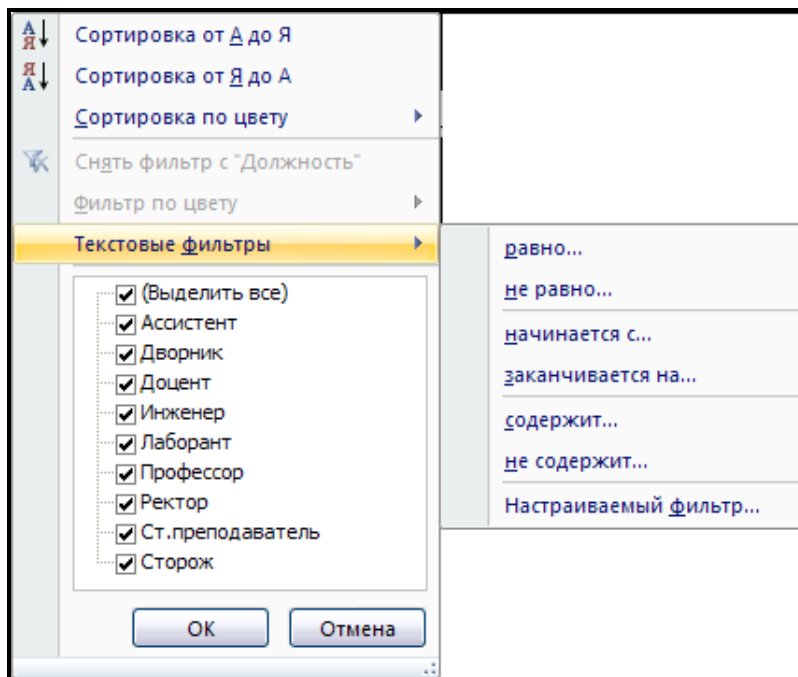 Сортировка от А до Я
Сортировка от Я до А
Сортировка по цвету
Снять фильтр с "Должность"
Фильтр по цвету
Текстовые фильтры
(Выделить все)
Ассистент
Дворник
Доцент
Инженер
Лаборант
Профессор
Ректор
Ст.преподаватель
Сторож
ОК
Отмена
равно...
не равно...
начинается с...
заканчивается на...
содержит...
не содержит...
Настраиваемый фильтр...